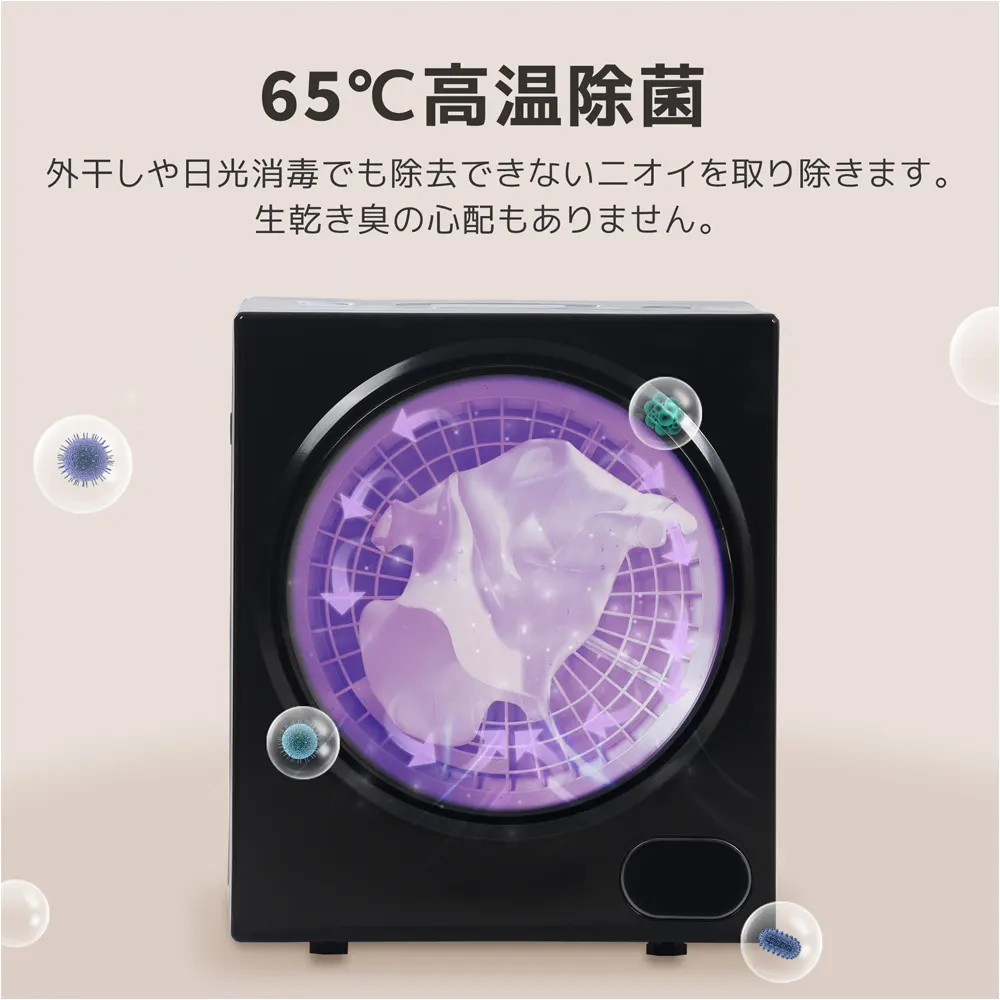 65℃高温除菌
外干しや日光消毒でも除去できないニオイを取り除きます。
生乾き臭の心配もありません。